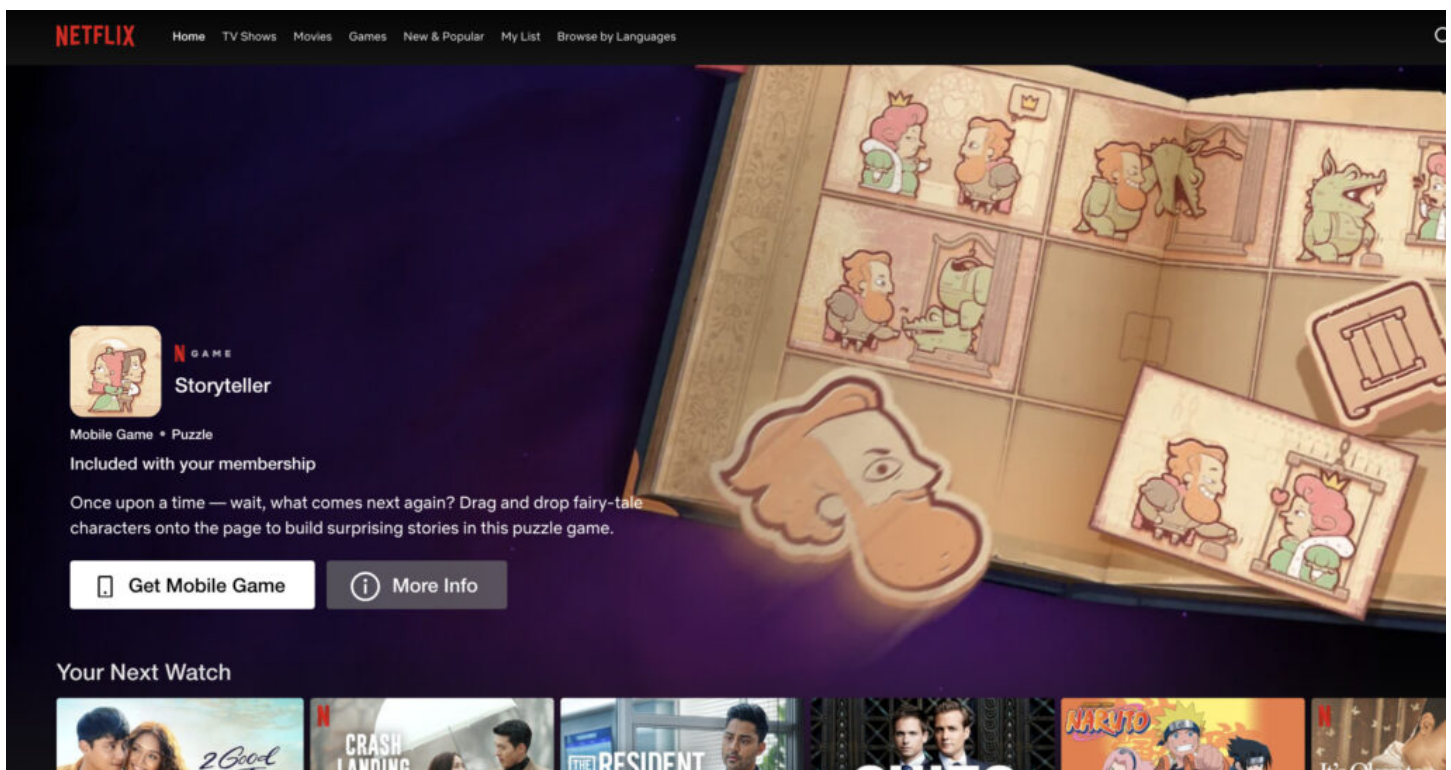 NETFLIX Home TV Shows Movies Games New & Popular My List Browse by Languages
N GAME
Storyteller
Mobile Game • Puzzle
Included with your membership
Once upon a time — wait, what comes next again? Drag and drop fairy-tale
characters onto the page to build surprising stories in this puzzle game.
Get Mobile Game
More Info
Your Next Watch
2 Good
N
CRASH
LANDING
THE RESIDENT
NARUTO
N